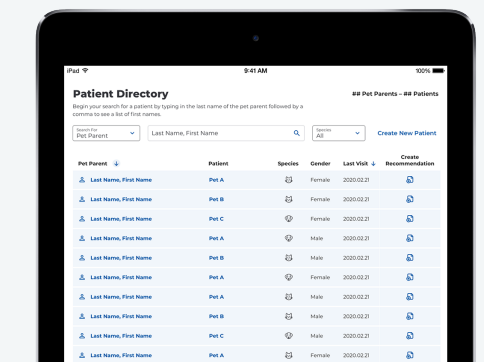 iPad 9:41 AM 100%
Patient Directory ## Pet Parents – ## Patients
Begin your search for a patient by typing in the last name of the pet parent followed by a
comma to see a list of first names.
Search For
Pet Parent
Last Name, First Name
Species
All
Create New Patient
Pet Parent Patient Species Gender Last Visit Create
Recommendation
Last Name, First Name Pet A Female 2020.02.21
Last Name, First Name Pet B Female 2020.02.21
Last Name, First Name Pet C Female 2020.02.21
Last Name, First Name Pet A Male 2020.02.21
Last Name, First Name Pet B Male 2020.02.21
Last Name, First Name Pet A Female 2020.02.21
Last Name, First Name Pet A Male 2020.02.21
Last Name, First Name Pet B Male 2020.02.21
Last Name, First Name Pet C Male 2020.02.21
Last Name, First Name Pet A Female 2020.02.21